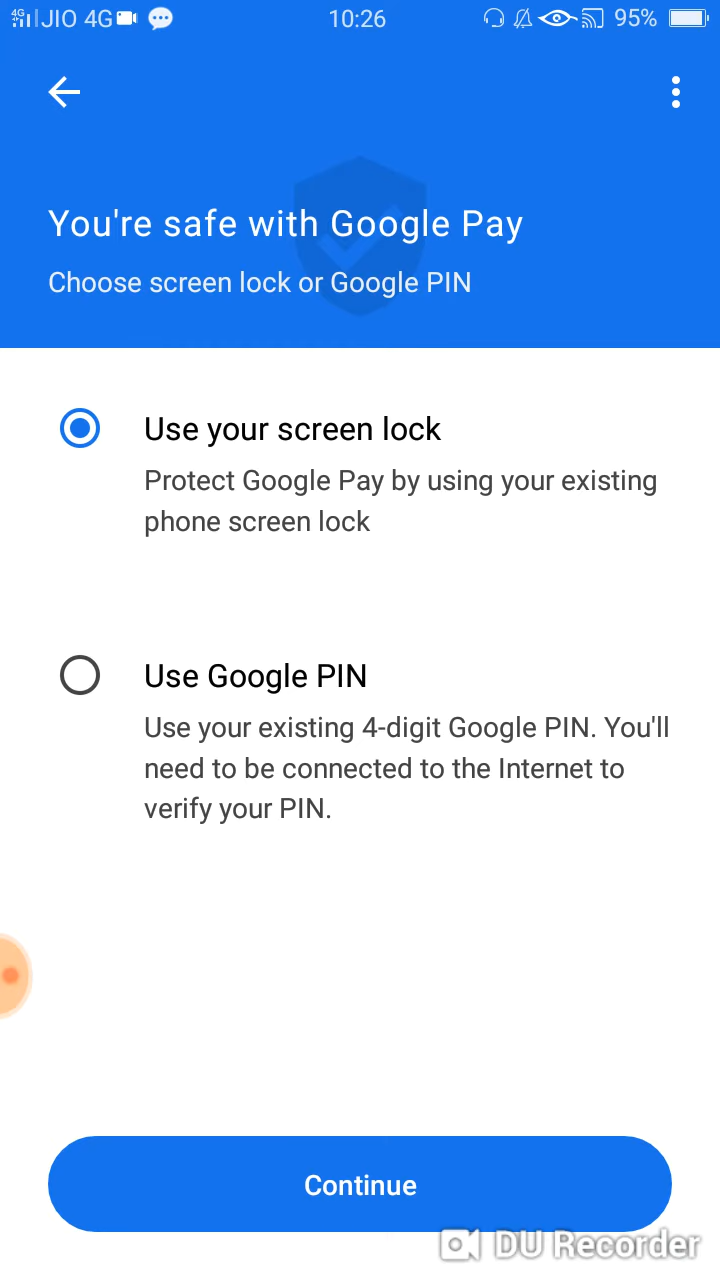 4G JIO 4G 10:26 95%
You're safe with Google Pay
Choose screen lock or Google PIN
Use your screen lock
Protect Google Pay by using your existing
phone screen lock
Use Google PIN
Use your existing 4-digit Google PIN. You'll
need to be connected to the Internet to
verify your PIN.
Continue
DU Recorder